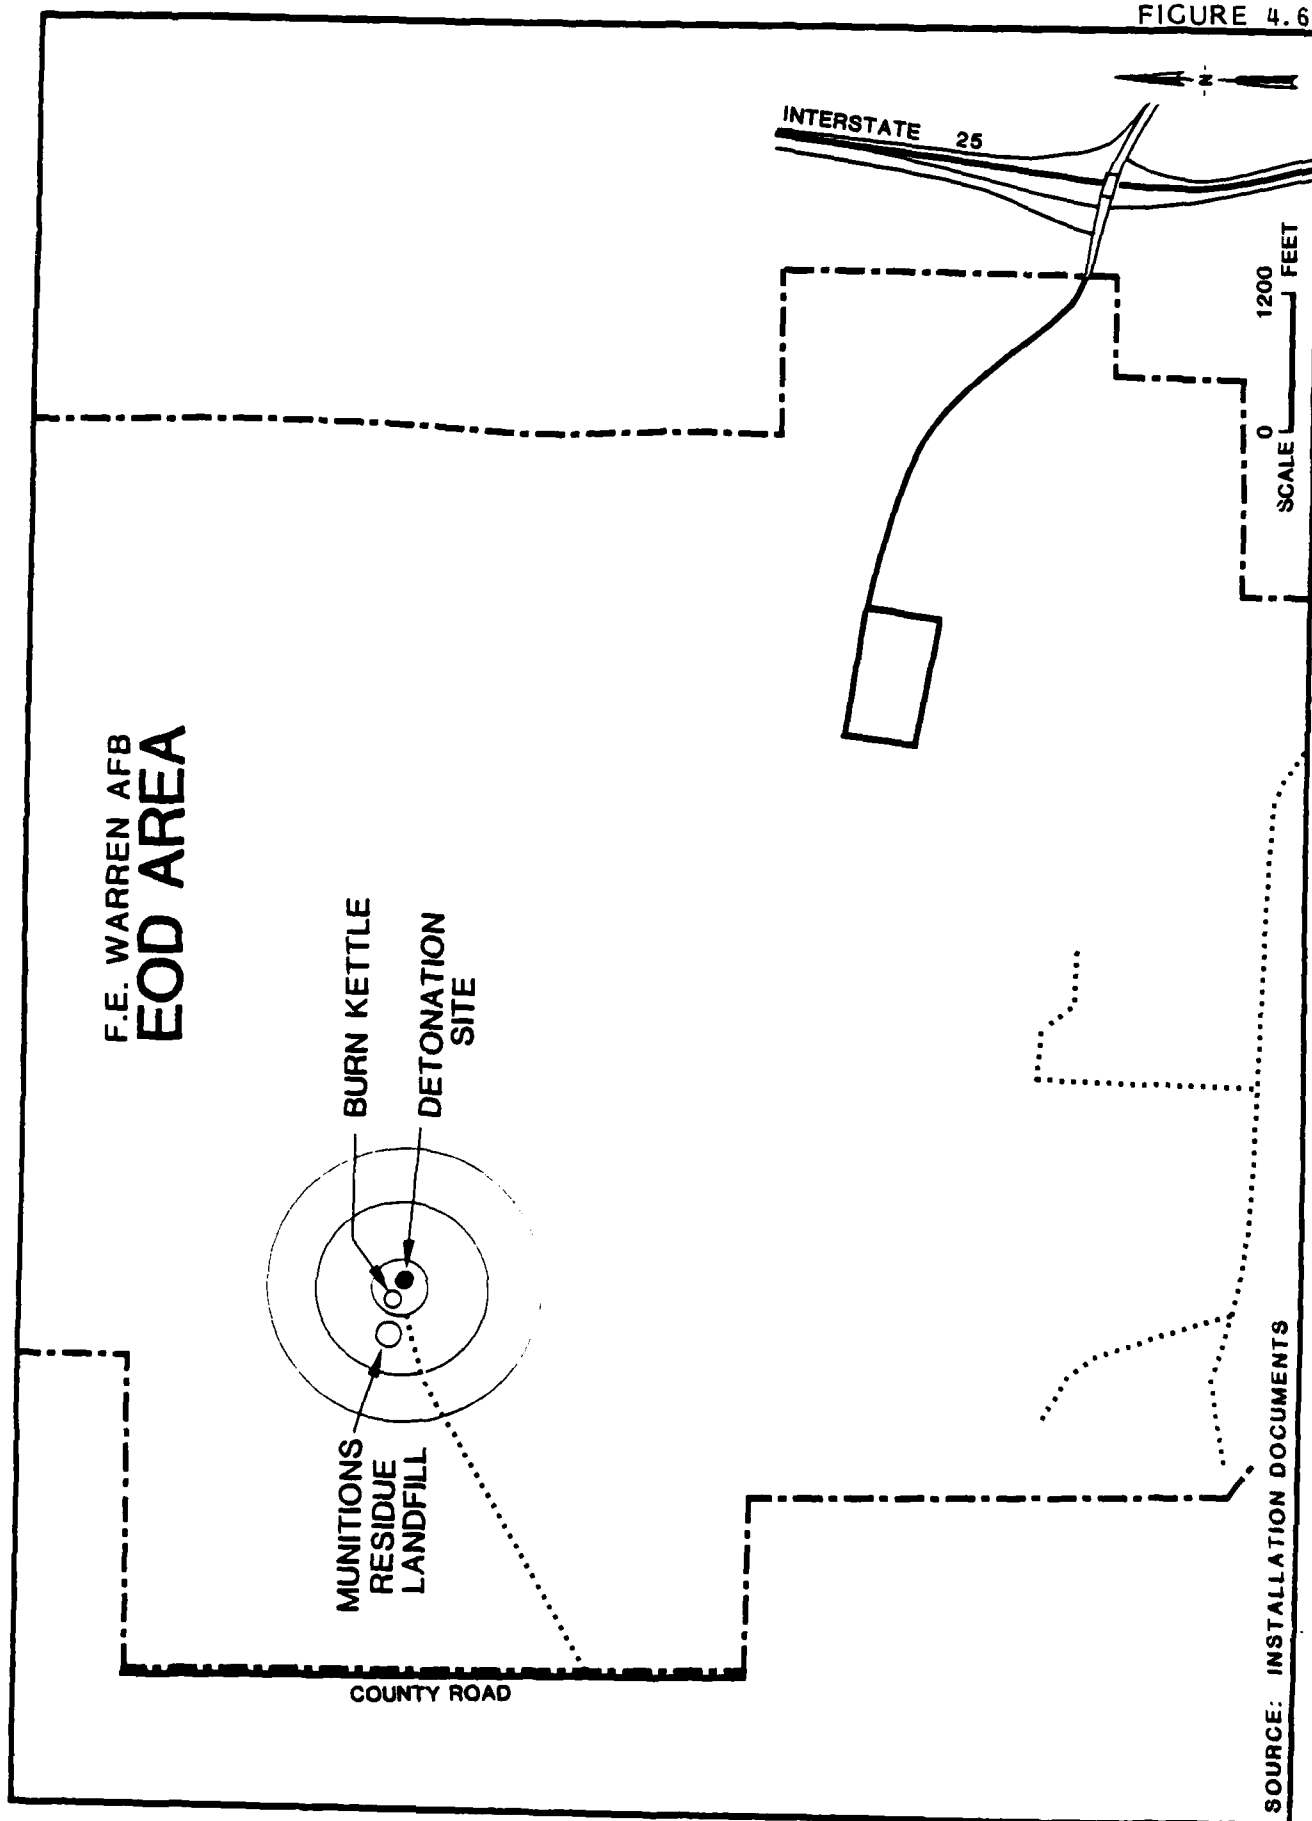 FIGURE 4.6
F.E. WARREN AFB
EOD AREA
N
INTERSTATE 25
BURN KETTLE
DETONATION
SITE
MUNITIONS
RESIDUE
LANDFILL
COUNTY ROAD
0 1200
SCALE FEET
SOURCE: INSTALLATION DOCUMENTS